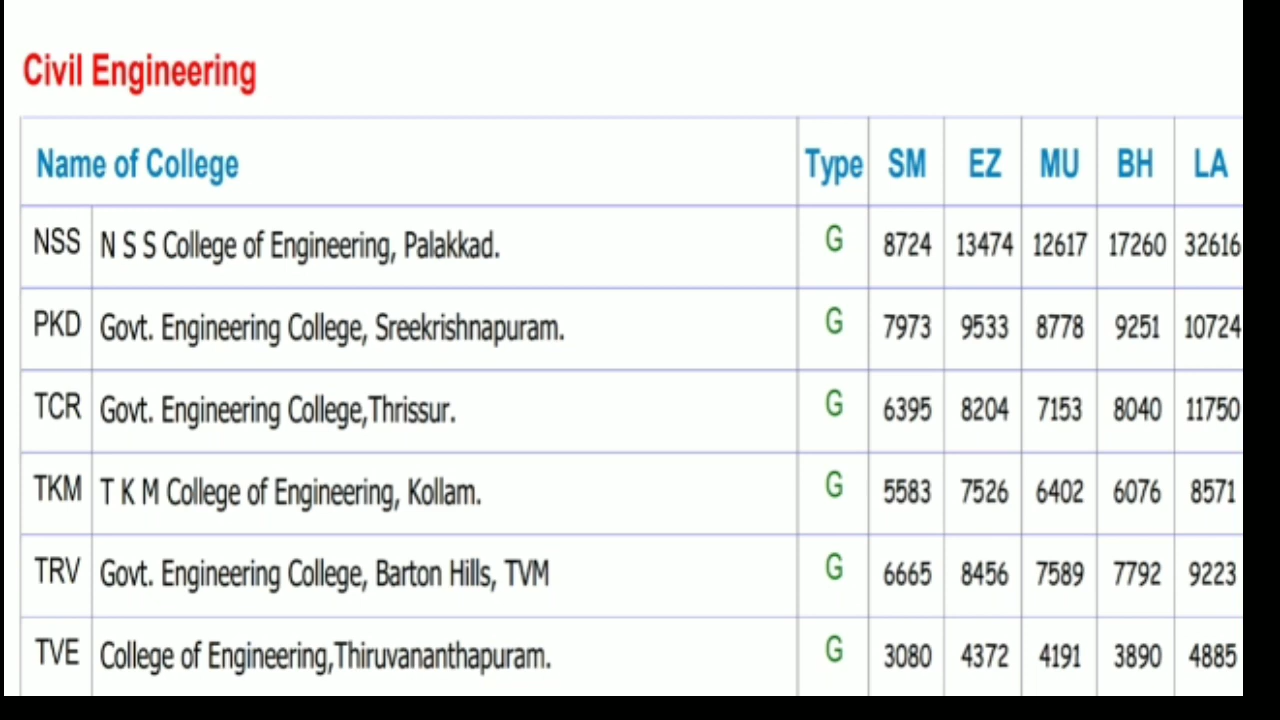 Civil Engineering
Name of College Type SM EZ MU BH LA
NSS N S S College of Engineering, Palakkad. G 8724 13474 12617 17260 32616
PKD Govt. Engineering College, Sreekrishnapuram. G 7973 9533 8778 9251 10724
TCR Govt. Engineering College,Thrissur. G 6395 8204 7153 8040 11750
TKM T K M College of Engineering, Kollam. G 5583 7526 6402 6076 8571
TRV Govt. Engineering College, Barton Hills, TVM G 6665 8456 7589 7792 9223
TVE College of Engineering,Thiruvananthapuram. G 3080 4372 4191 3890 4885